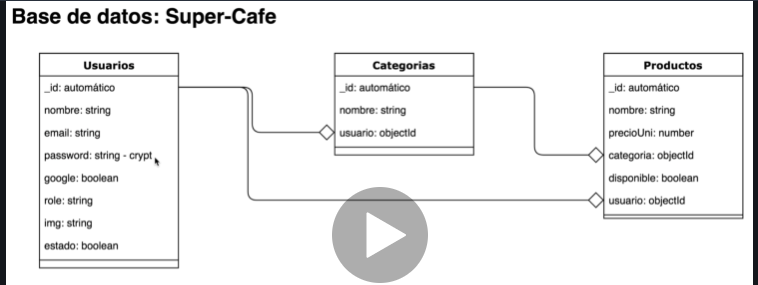 Base de datos: Super-Cafe
Usuarios
_id: automático
nombre: string
email: string
password: string - crypt
google: boolean
role: string
img: string
estado: boolean
Categorias
_id: automático
nombre: string
usuario: objectId
Productos
_id: automático
nombre: string
precioUni: number
categoria: objectId
disponible: boolean
usuario: objectId